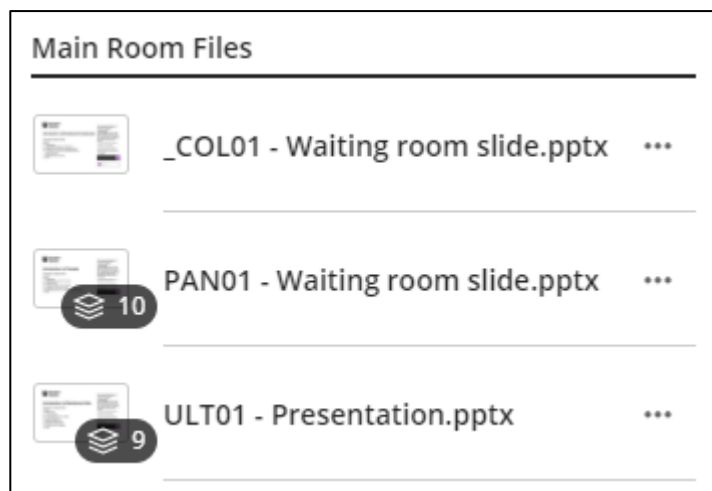 Main Room Files
_COL01 - Waiting room slide.pptx
PAN01 - Waiting room slide.pptx
10
ULT01 - Presentation.pptx
9